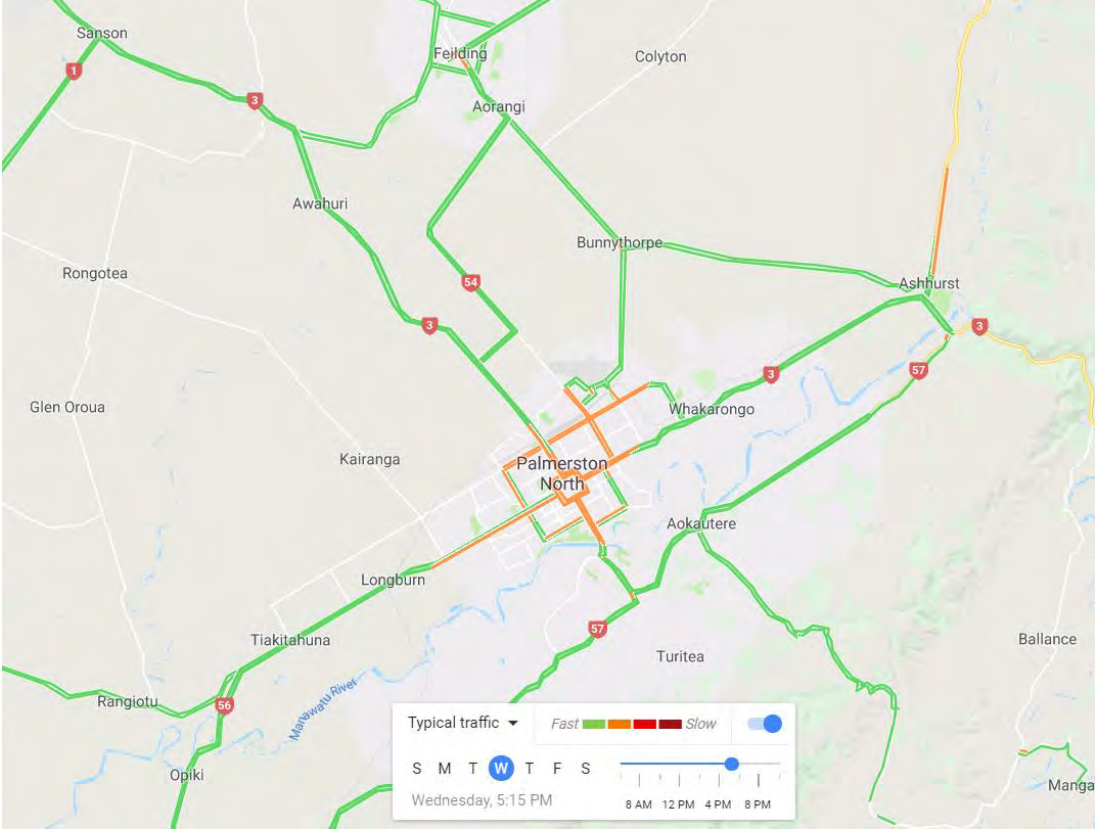 Sanson
Feilding
Colyton
1
3
Aorangi
Awahuri
Bunnythorpe
Rongotea
54
Ashhurst
3
3
3
57
Glen Oroua
Whakarongo
Kairanga
Palmerston
North
Aokautere
Longburn
57
Tiakitahuna
Ballance
Turitea
Rangiotu
56
Manawatu River
Opiki
Manga
Typical traffic
Fast
Slow
S M T W T F S
Wednesday, 5:15 PM
8 AM 12 PM 4 PM 8 PM